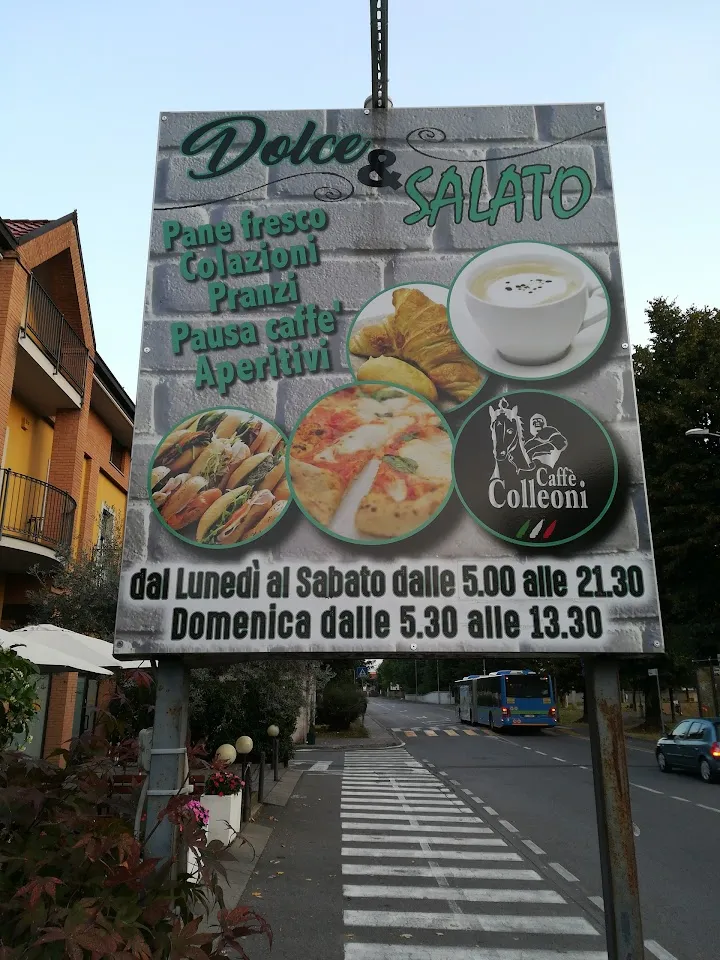 Dolce
&
SALATO
Pane fresco
Colazioni
Pranzi
Pausa caffe'
Aperitivi
Caffè
Colleoni
dal Lunedì al Sabato dalle 5.00 alle 21.30
Domenica dalle 5.30 alle 13.30